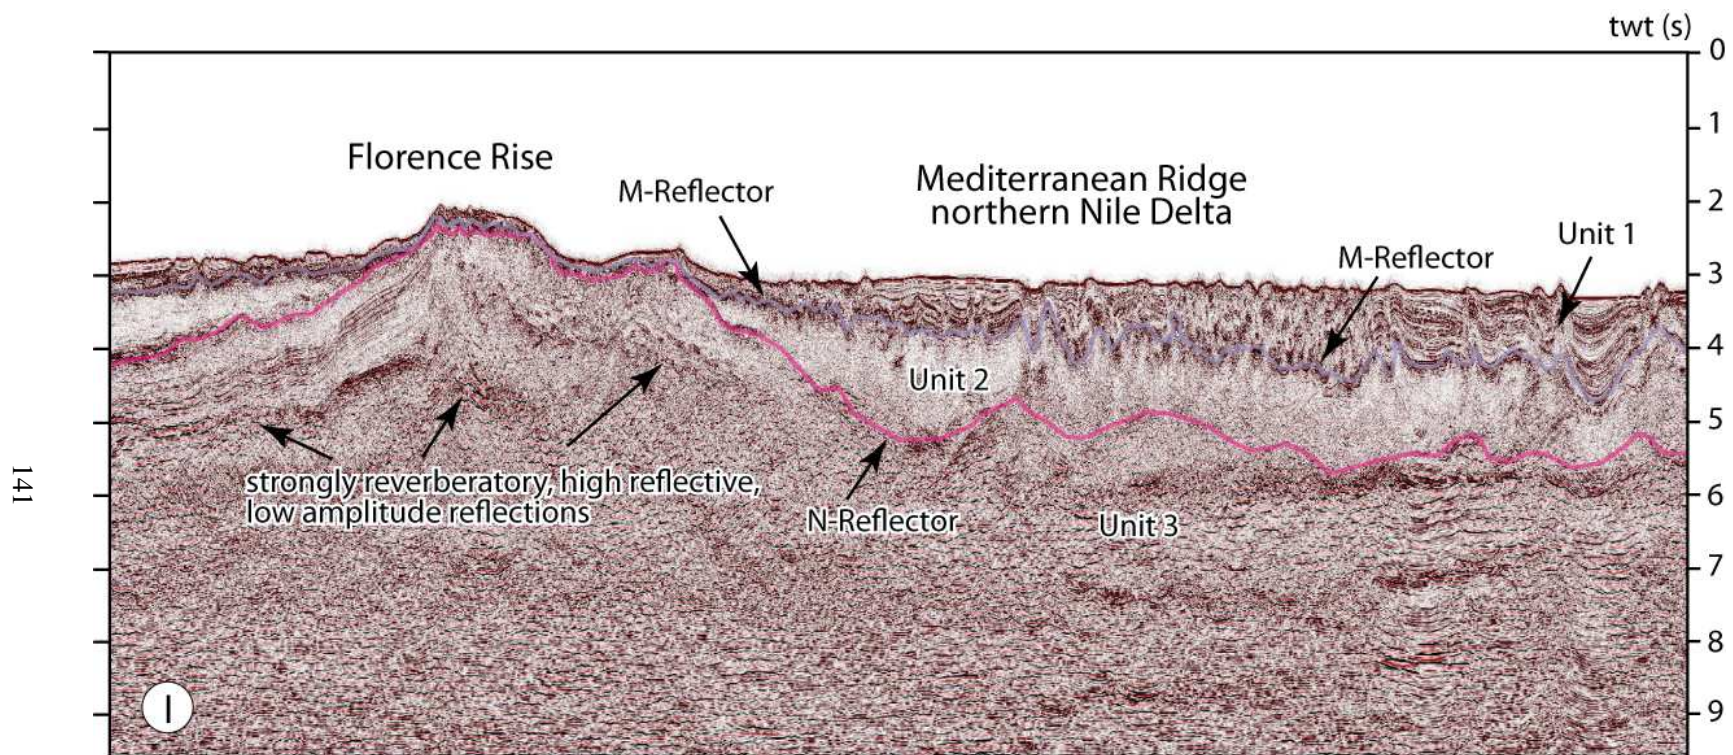 twt (s)
0
1
2
3
4
5
6
7
8
9
Florence Rise
M-Reflector
Mediterranean Ridge
northern Nile Delta
Unit 1
M-Reflector
Unit 2
strongly reverberatory, high reflective,
low amplitude reflections
N-Reflector
Unit 3
141
I